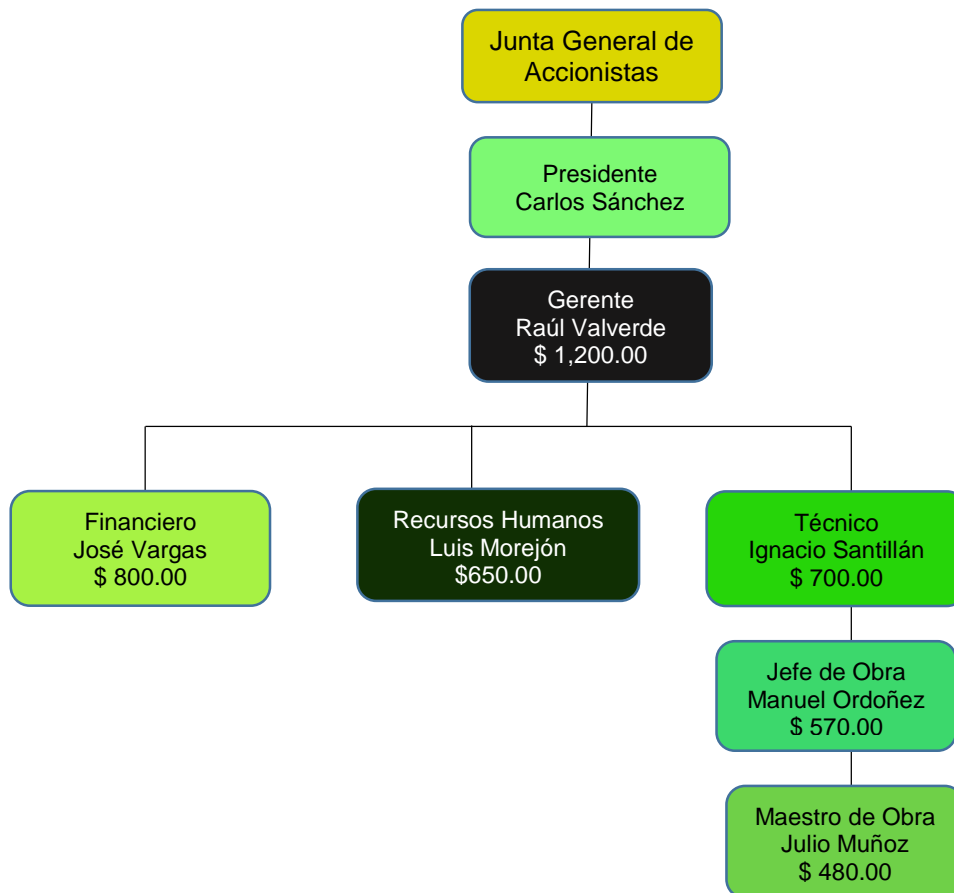 Junta General de
Accionistas
Presidente
Carlos Sánchez
Gerente
Raúl Valverde
$ 1,200.00
Financiero
José Vargas
$ 800.00
Recursos Humanos
Luis Morejón
$650.00
Técnico
Ignacio Santillán
$ 700.00
Jefe de Obra
Manuel Ordoñez
$ 570.00
Maestro de Obra
Julio Muñoz
$ 480.00